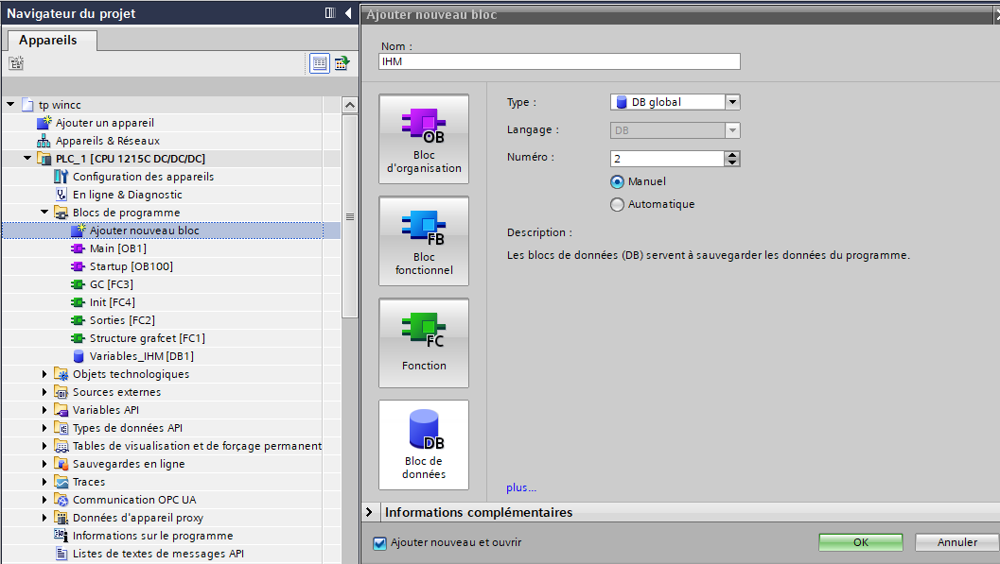 Navigateur du projet
Appareils
tp wincc
Ajouter un appareil
Appareils & Réseaux
PLC_1 [CPU 1215C DC/DC/DC]
Configuration des appareils
En ligne & Diagnostic
Blocs de programme
Ajouter nouveau bloc
Main [OB1]
Startup [OB100]
GC [FC3]
Init [FC4]
Sorties [FC2]
Structure grafcet [FC1]
Variables_IHM [DB1]
Objets technologiques
Sources externes
Variables API
Types de données API
Tables de visualisation et de forçage permanent
Sauvegardes en ligne
Traces
Communication OPC UA
Données d'appareil proxy
Informations sur le programme
Listes de textes de messages API
Ajouter nouveau bloc
Nom :
IHM
OB
Bloc
d'organisation
FB
Bloc
fonctionnel
FC
Fonction
DB
Bloc de
données
Type :
DB global
Langage :
DB
Numéro :
2
Manuel
Automatique
Description :
Les blocs de données (DB) servent à sauvegarder les données du programme.
plus...
Informations complémentaires
Ajouter nouveau et ouvrir
OK
Annuler